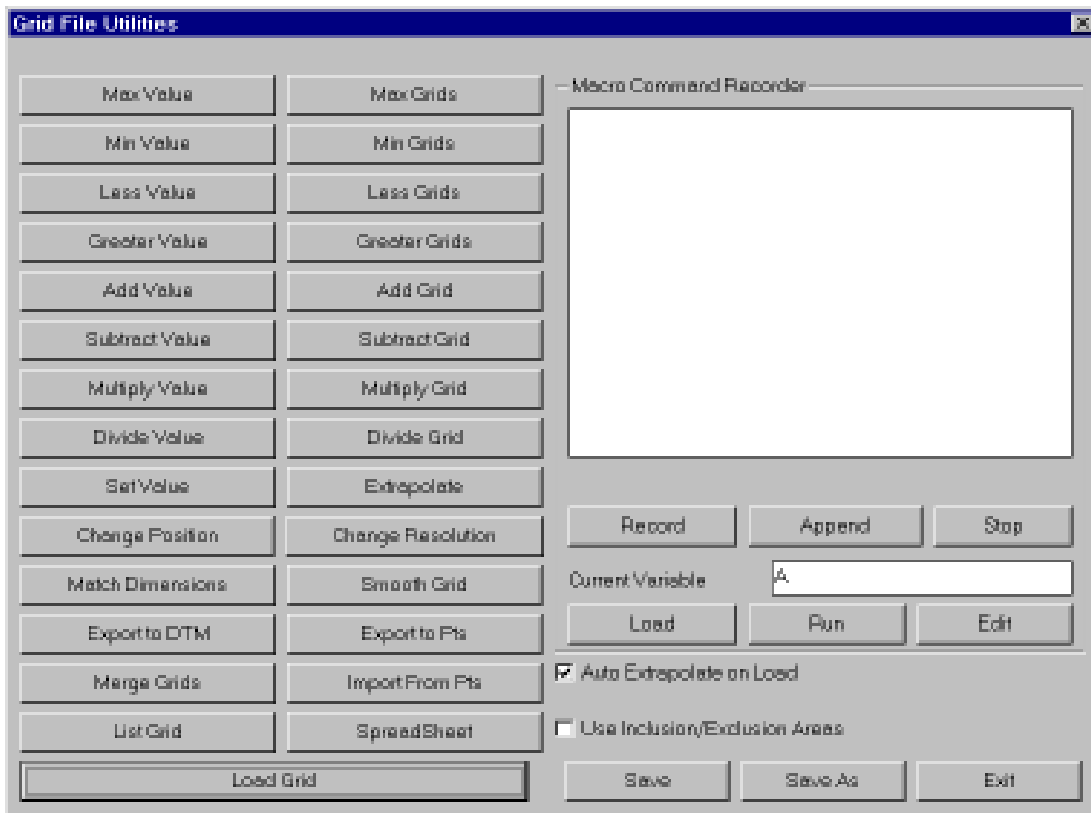 Grid File Utilities
Max Value
Max Grids
Min Value
Min Grids
Less Value
Less Grids
Greater Value
Greater Grids
Add Value
Add Grid
Subtract Value
Subtract Grid
Multiply Value
Multiply Grid
Divide Value
Divide Grid
Set Value
Extrapolate
Change Position
Change Resolution
Match Dimensions
Smooth Grid
Export to DTM
Export to Pts
Merge Grids
Import From Pts
List Grid
SpreadSheet
Load Grid
Macro Command Recorder
Record
Append
Stop
Current Variable
A
Load
Run
Edit
Auto Extrapolate on Load
Use Inclusion/Exclusion Areas
Save
Save As
Exit